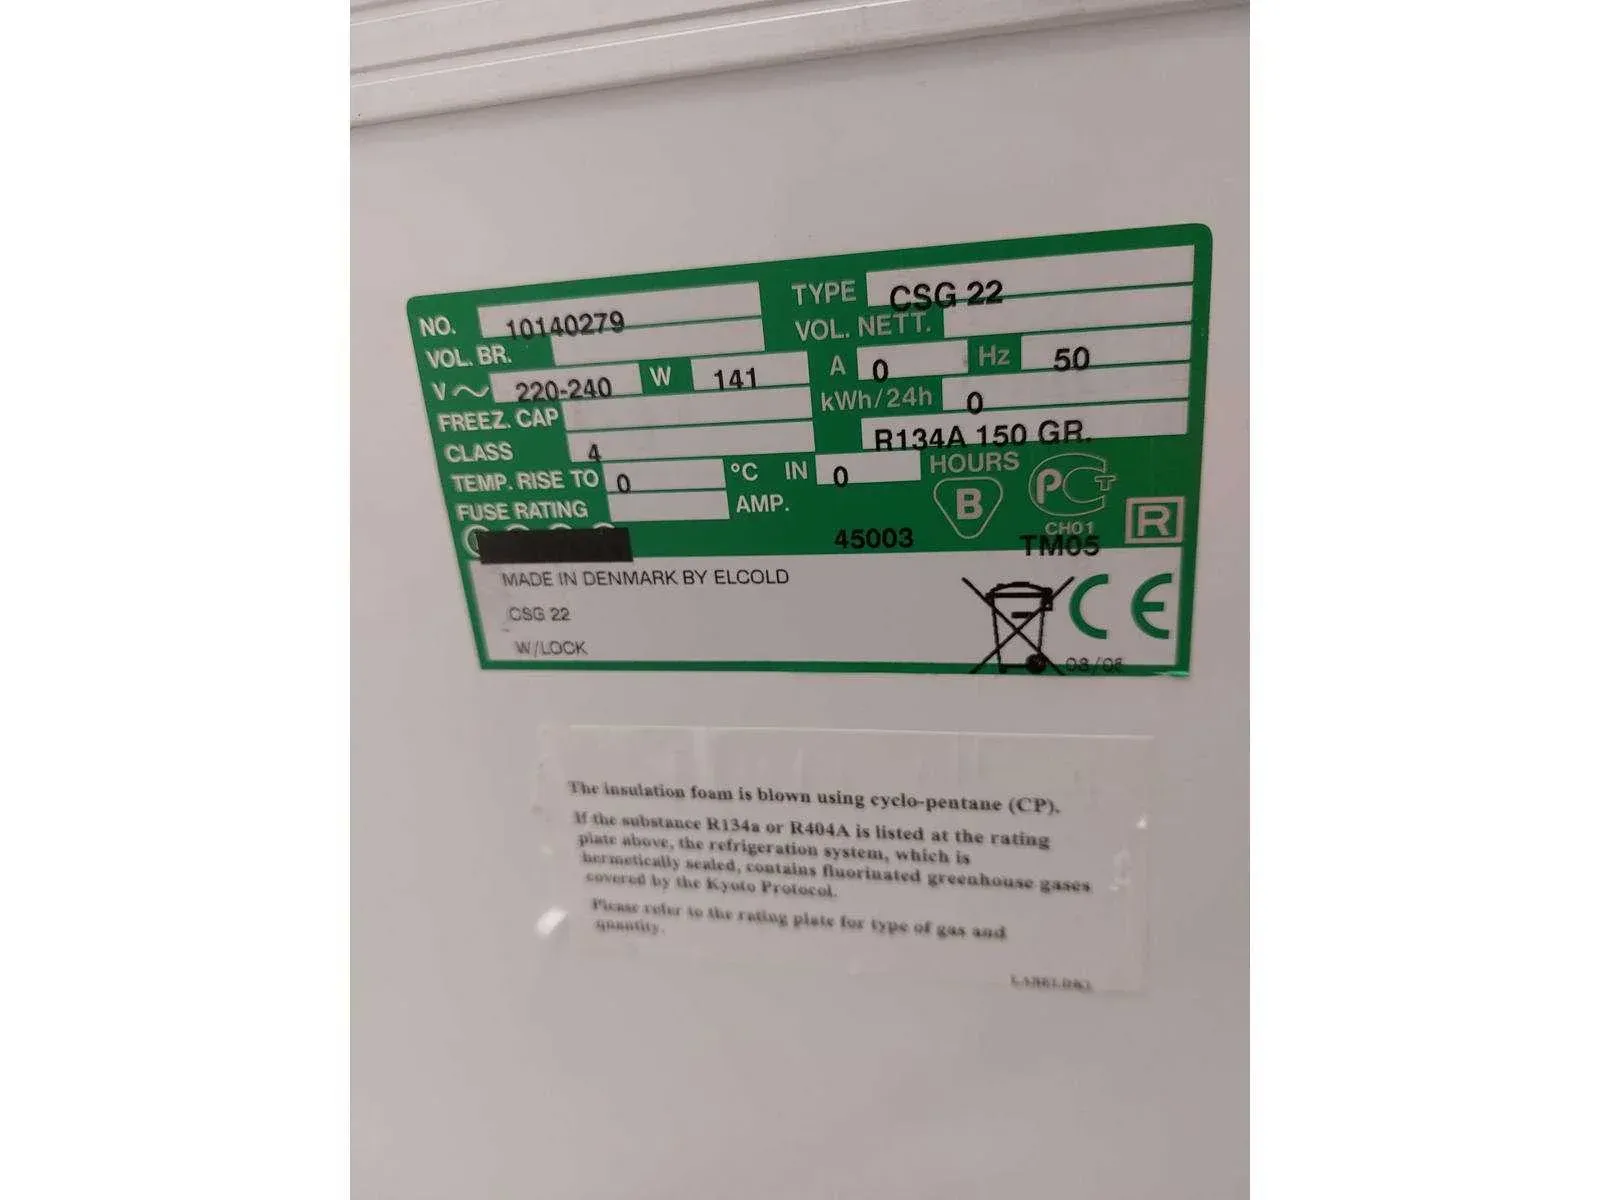 NO. 10140279 TYPE CSG 22
VOL. BR. VOL. NETT.
V~ 220-240 W 141 A 0 Hz 50
FREEZ. CAP kWh/24h 0
CLASS 4 R134A 150 GR.
TEMP. RISE TO 0 °C IN 0 HOURS
FUSE RATING AMP.
B PCT
CH01 R
45003 TM05
MADE IN DENMARK BY ELCOLD
CE
CSG 22
W/LOCK
The insulation foam is blown using cyclo-pentane (CP).
If the substance R134a or R404A is listed at the rating
plate above, the refrigeration system, which is
hermetically sealed, contains fluorinated greenhouse gases
covered by the Kyoto Protocol.
Please refer to the rating plate for type of gas and
quantity.